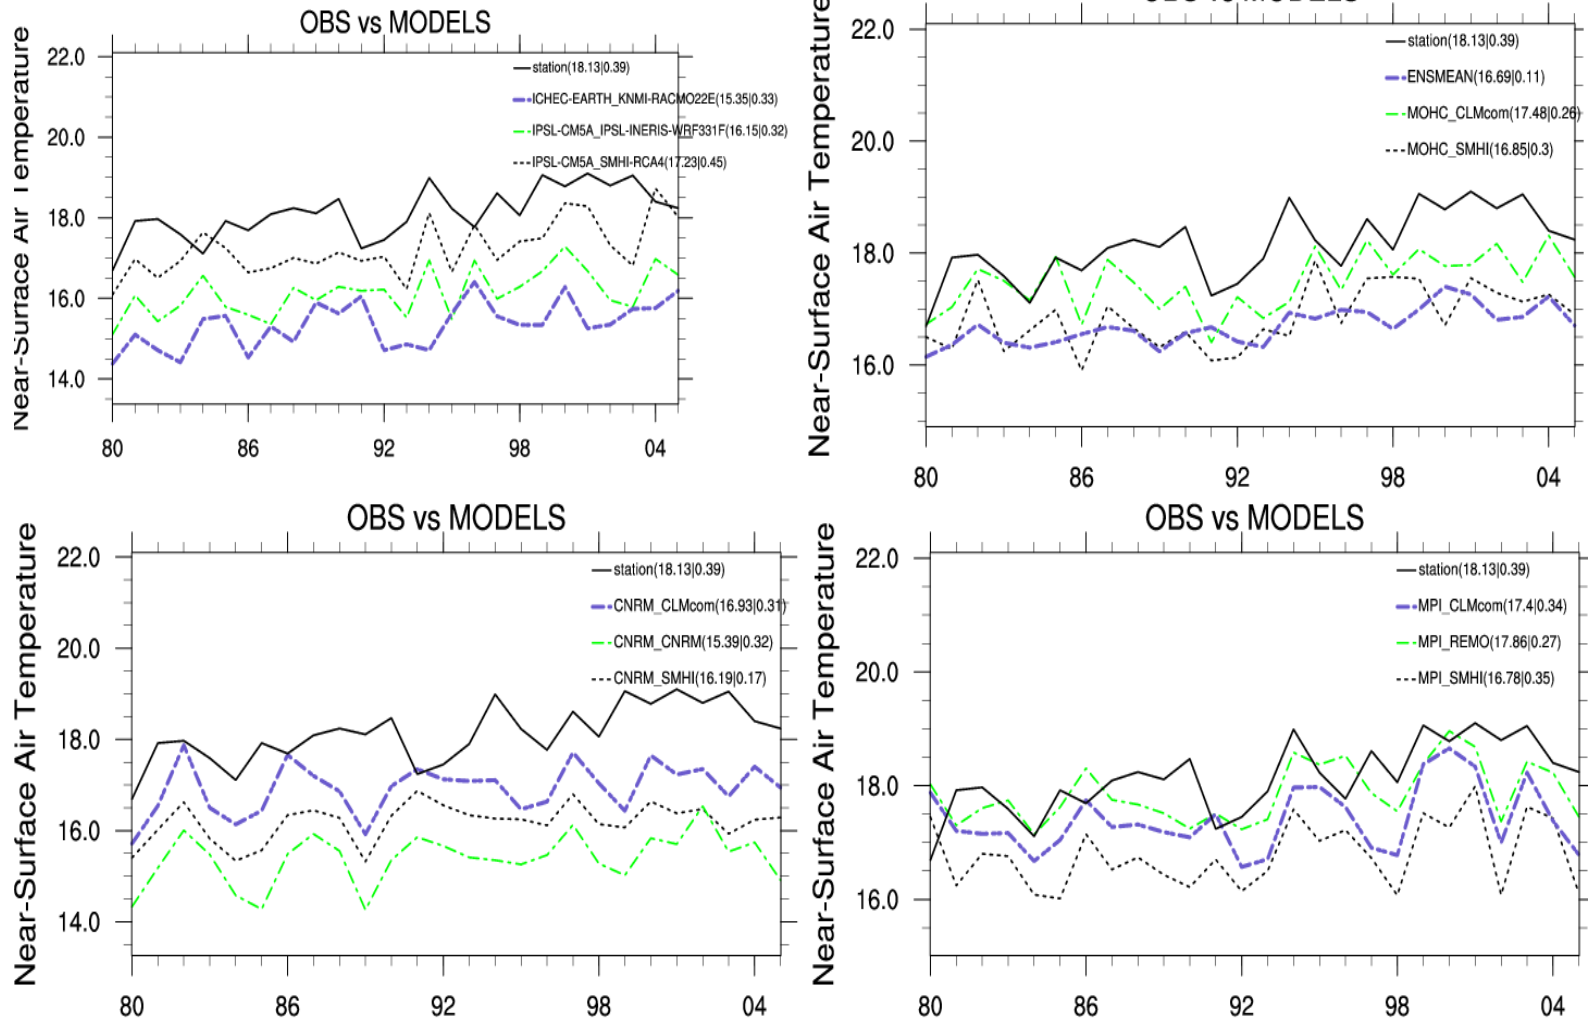 OBS vs MODELS
Near-Surface Air Temperature
22.0
20.0
18.0
16.0
14.0
station(18.13|0.39)
ICHEC-EARTH_KNMI-RACMO22E(15.35|0.33)
IPSL-CM5A_IPSL-INERIS-WRF331F(16.15|0.32)
IPSL-CM5A_SMHI-RCA4(17.23|0.45)
80 86 92 98 04
OBS vs MODELS
Near-Surface Air Temperature
22.0
20.0
18.0
16.0
station(18.13|0.39)
ENSMEAN(16.69|0.11)
MOHC_CLMcom(17.48|0.26)
MOHC_SMHI(16.85|0.3)
80 86 92 98 04
OBS vs MODELS
Near-Surface Air Temperature
22.0
20.0
18.0
16.0
14.0
station(18.13|0.39)
CNRM_CLMcom(16.93|0.31)
CNRM_CNRM(15.39|0.32)
CNRM_SMHI(16.19|0.17)
80 86 92 98 04
OBS vs MODELS
Near-Surface Air Temperature
22.0
20.0
18.0
16.0
station(18.13|0.39)
MPI_CLMcom(17.4|0.34)
MPI_REMO(17.86|0.27)
MPI_SMHI(16.78|0.35)
80 86 92 98 04